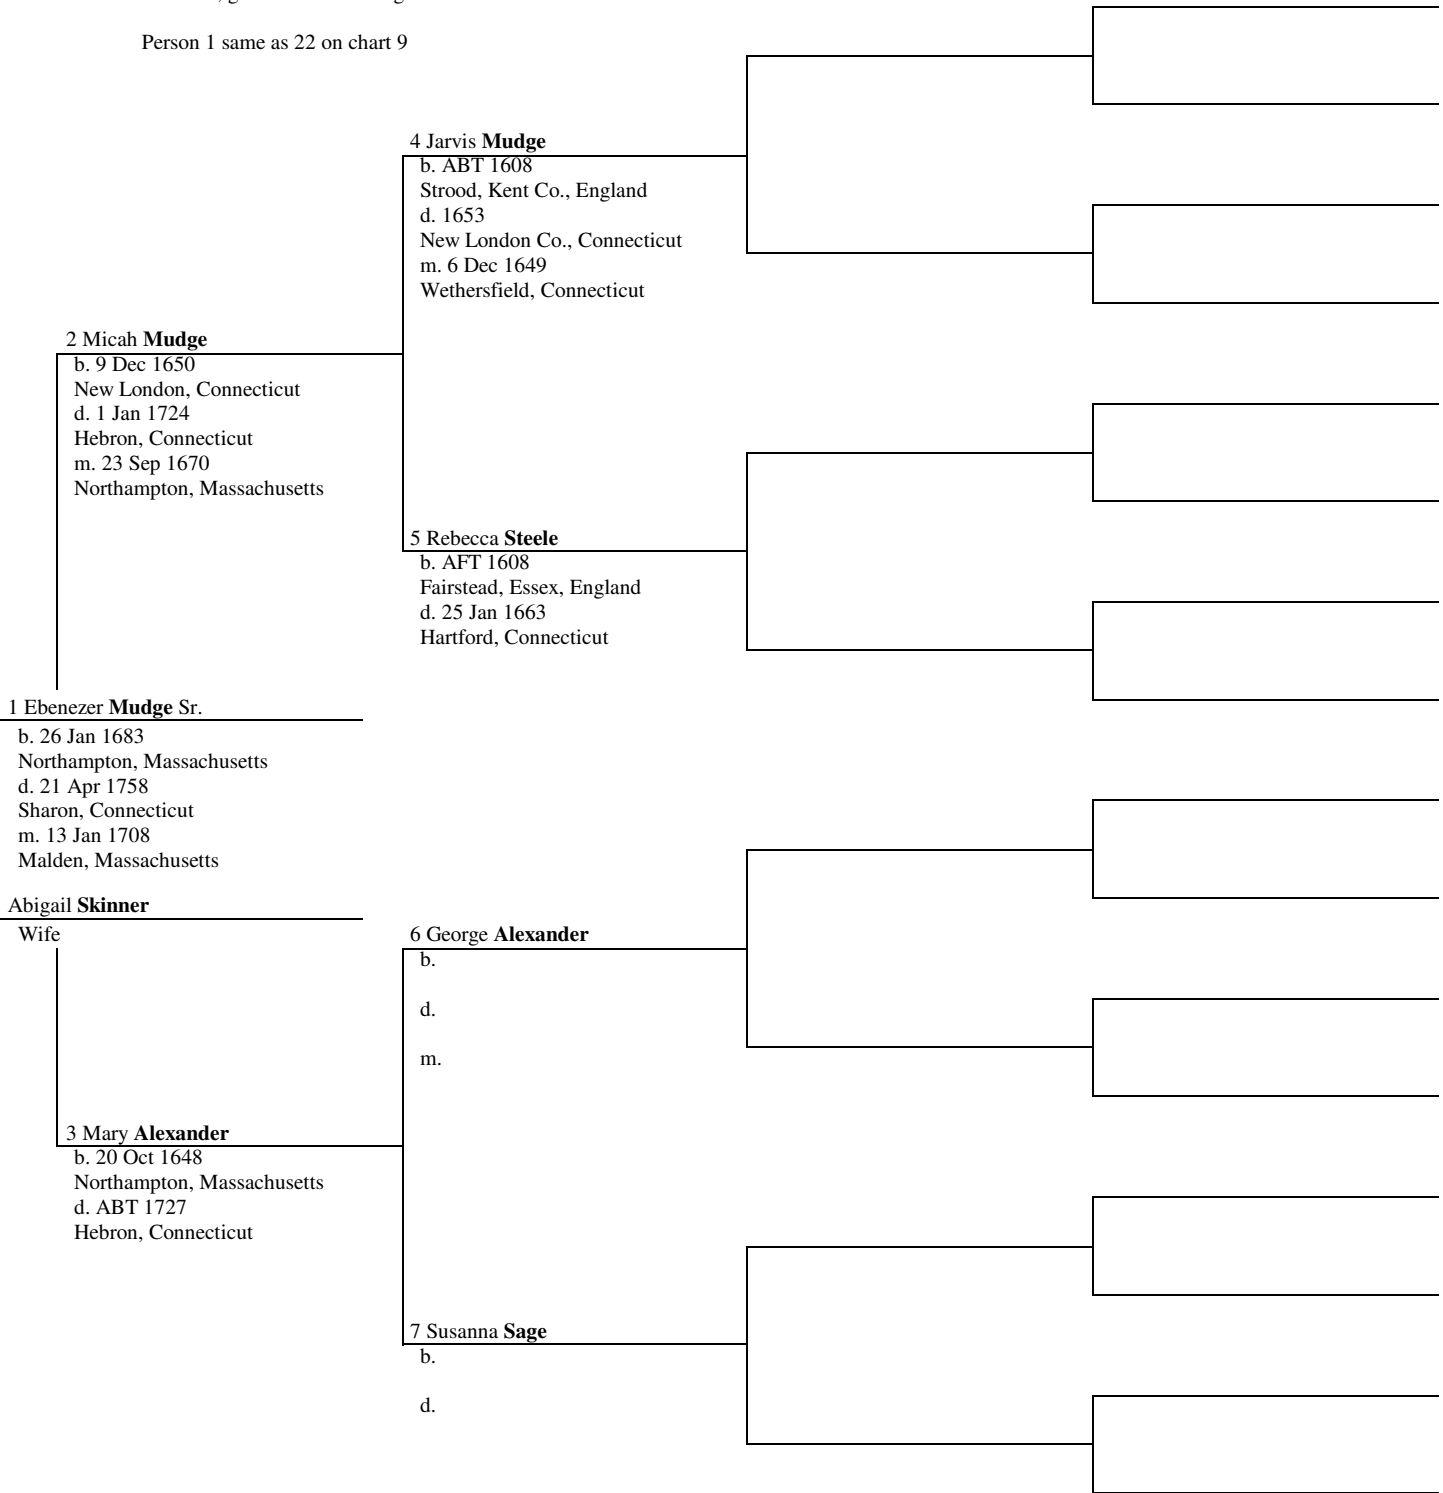 Person 1 same as 22 on chart 9
4 Jarvis Mudge
b. ABT 1608
Strood, Kent Co., England
d. 1653
New London Co., Connecticut
m. 6 Dec 1649
Wethersfield, Connecticut
2 Micah Mudge
b. 9 Dec 1650
New London, Connecticut
d. 1 Jan 1724
Hebron, Connecticut
m. 23 Sep 1670
Northampton, Massachusetts
5 Rebecca Steele
b. AFT 1608
Fairstead, Essex, England
d. 25 Jan 1663
Hartford, Connecticut
1 Ebenezer Mudge Sr.
b. 26 Jan 1683
Northampton, Massachusetts
d. 21 Apr 1758
Sharon, Connecticut
m. 13 Jan 1708
Malden, Massachusetts
Abigail Skinner
Wife
6 George Alexander
b.
d.
m.
3 Mary Alexander
b. 20 Oct 1648
Northampton, Massachusetts
d. ABT 1727
Hebron, Connecticut
7 Susanna Sage
b.
d.